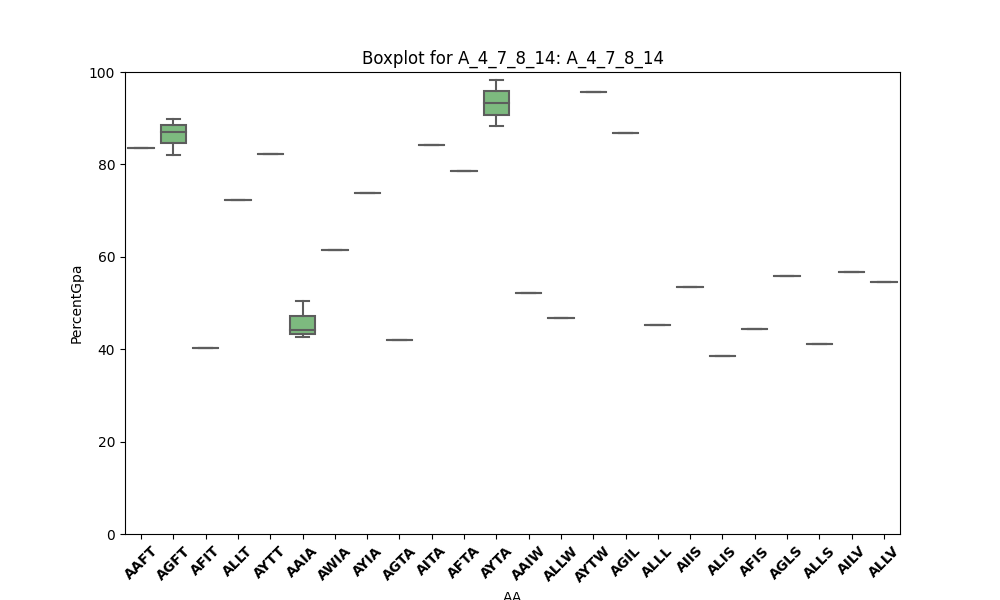 Boxplot for A_4_7_8_14: A_4_7_8_14
100
80
60
40
20
0
PercentGpa
AAFT AGFT AFIT ALLT AYTT AAIA AWIA AYIA AGTA AITA AFTA AYTA AAIW ALLW AYTW AGIL ALLL AIIS ALIS AFIS AGLS ALLS AILV ALLV
AA